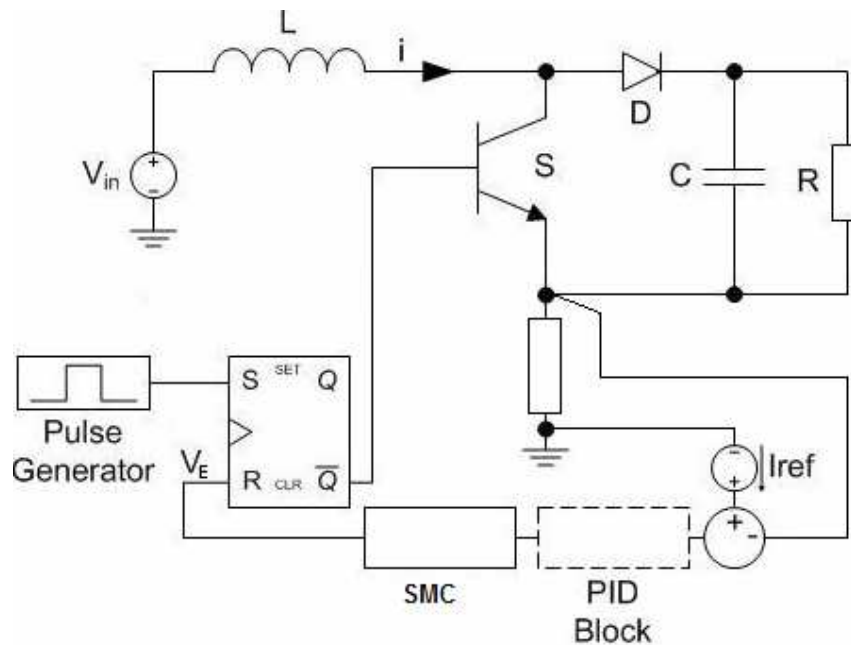 L
i
D
+
-
Vin
S
C
R
S SET Q
R CLR Q̅
Pulse
Generator
VE
-
+
Iref
+
-
SMC
PID
Block